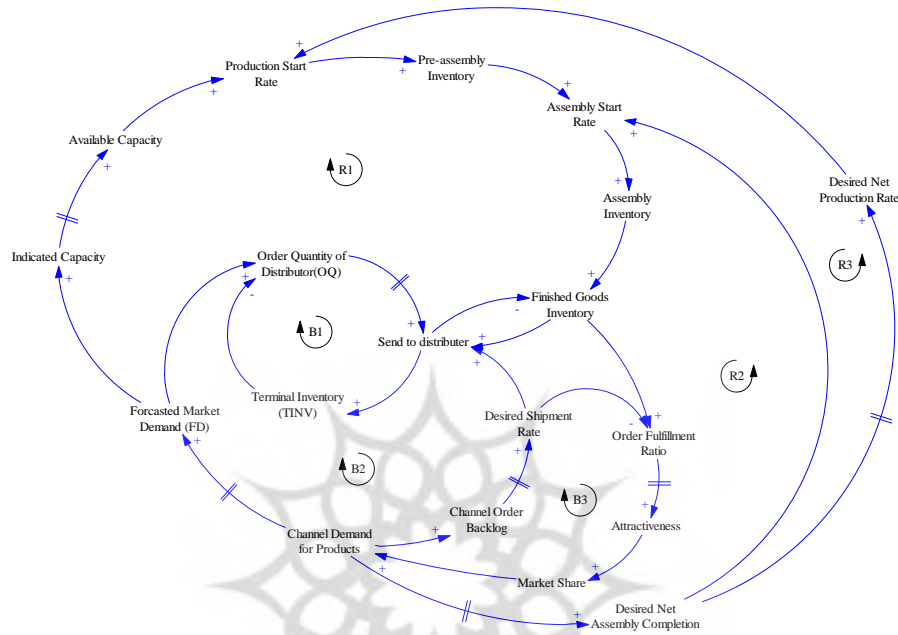 Production Start
Rate
Pre-assembly
Inventory
Assembly Start
Rate
Available Capacity
R1
Desired Net
Production Rate
Assembly
Inventory
Indicated Capacity
Order Quantity of
Distributor(OQ)
R3
Finished Goods
Inventory
B1
Send to distributer
R2
Terminal Inventory
(TINV)
Forcasted Market
Demand (FD)
Desired Shipment
Rate
Order Fulfillment
Ratio
B2
B3
Channel Order
Backlog
Attractiveness
Channel Demand
for Products
Market Share
Desired Net
Assembly Completion